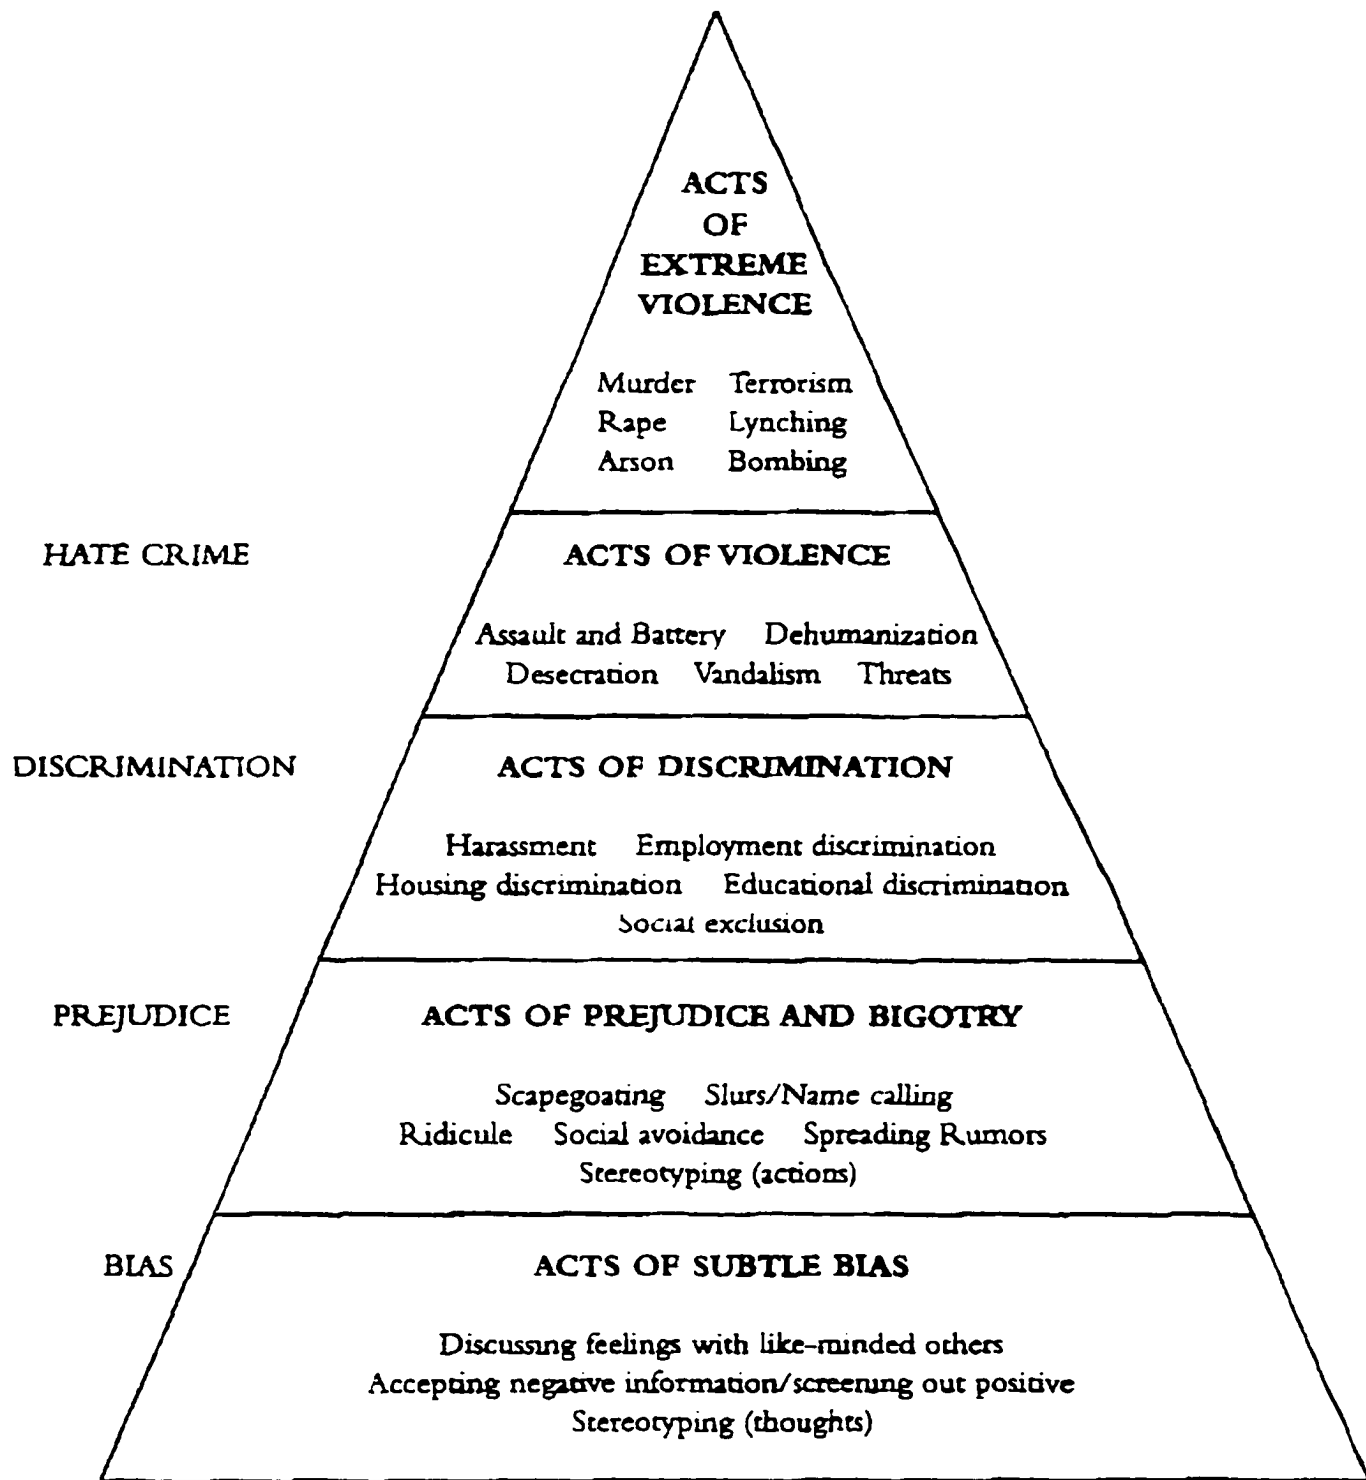 ACTS
OF
EXTREME
VIOLENCE
Murder Terrorism
Rape Lynching
Arson Bombing
HATE CRIME
ACTS OF VIOLENCE
Assault and Battery Dehumanization
Desecration Vandalism Threats
DISCRIMINATION
ACTS OF DISCRIMINATION
Harassment Employment discrimination
Housing discrimination Educational discrimination
Social exclusion
PREJUDICE
ACTS OF PREJUDICE AND BIGOTRY
Scapegoating Slurs/Name calling
Ridicule Social avoidance Spreading Rumors
Stereotyping (actions)
BIAS
ACTS OF SUBTLE BIAS
Discussing feelings with like-minded others
Accepting negative information/screening out positive
Stereotyping (thoughts)